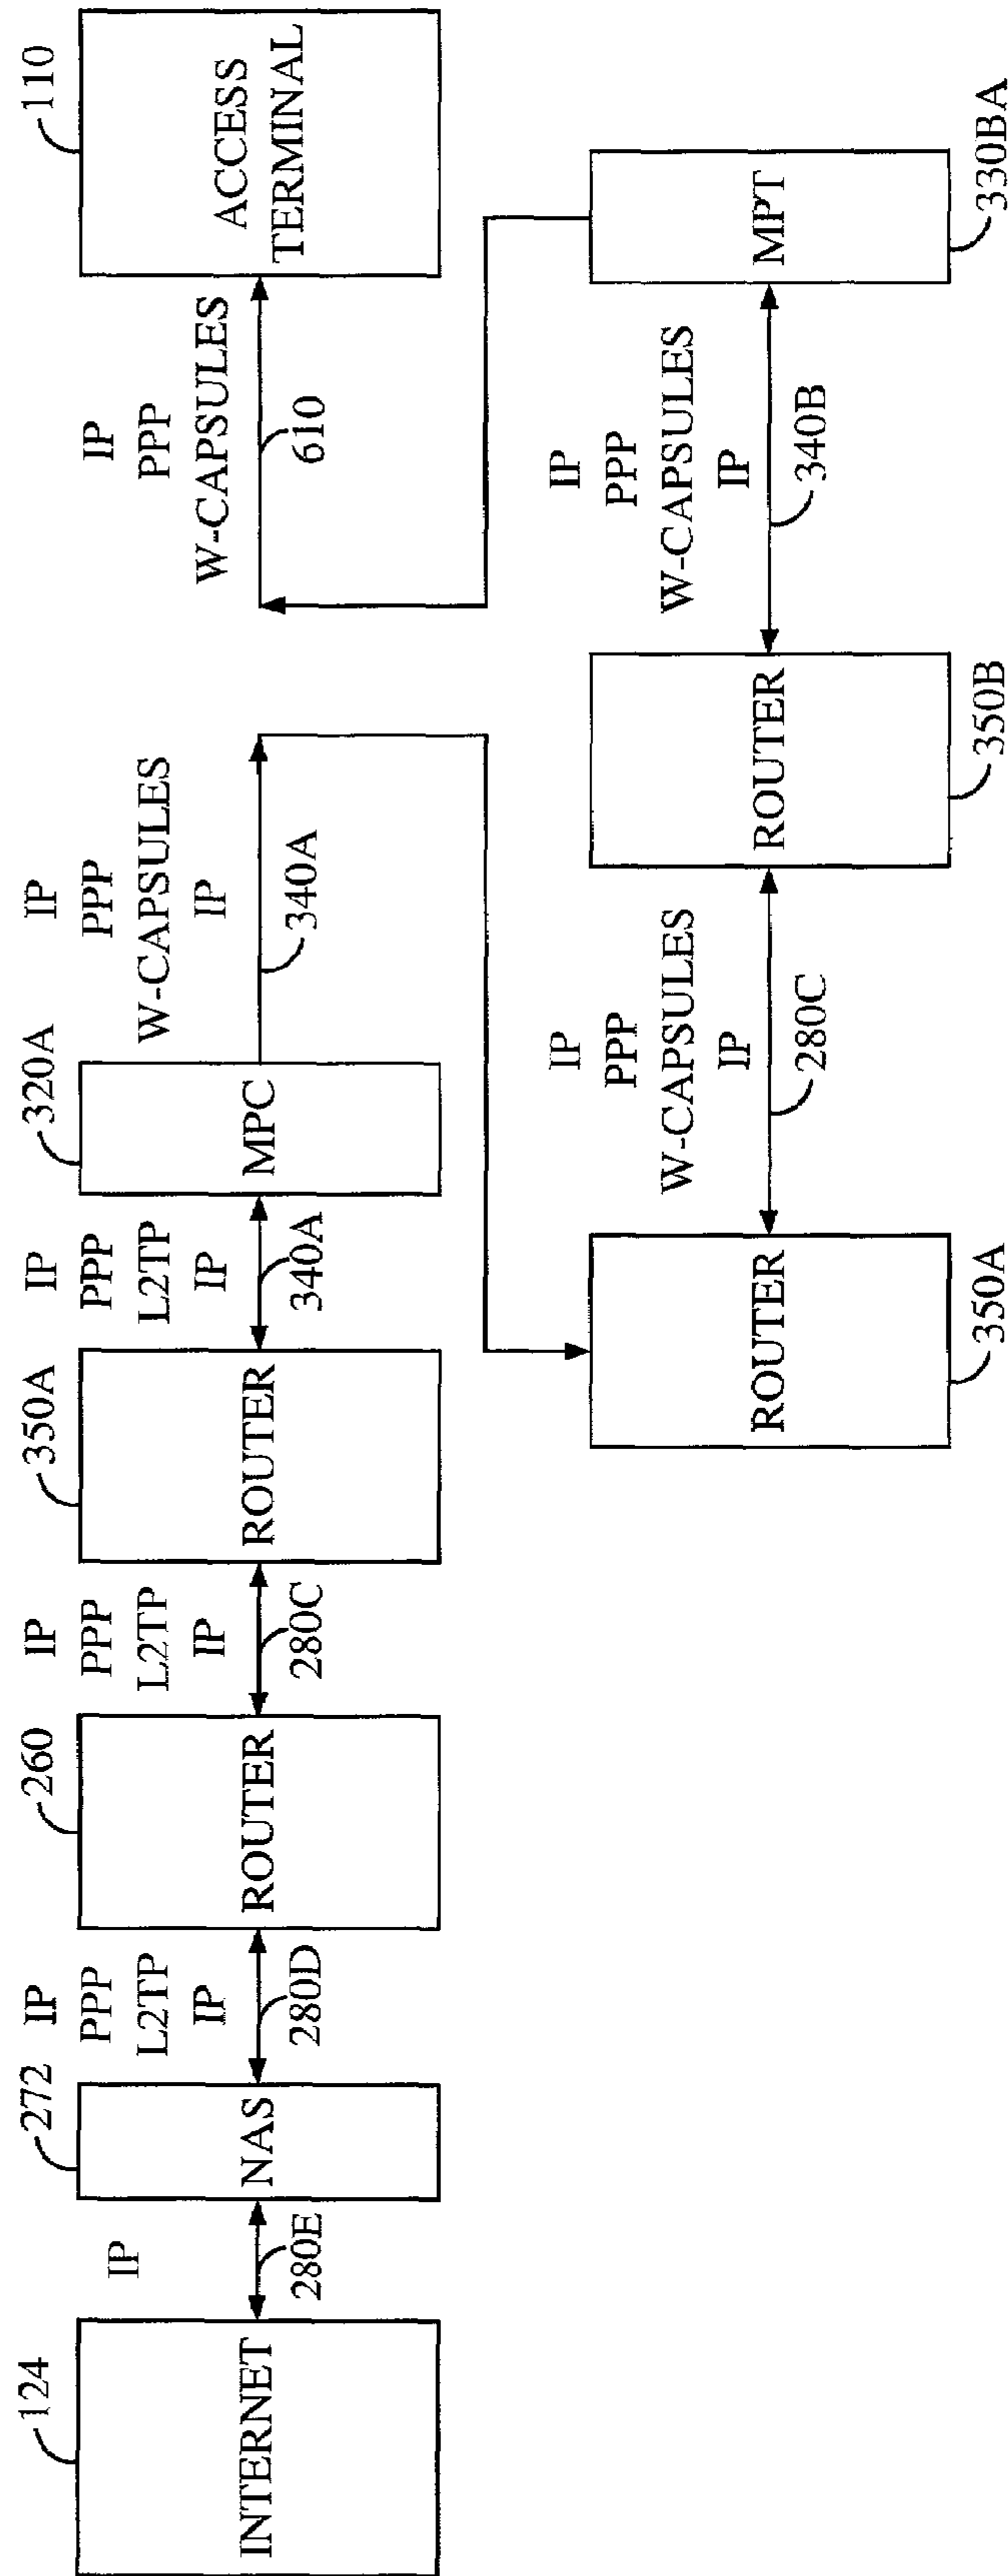 124
INTERNET
IP
280E
272
NAS
IP
PPP
L2TP
IP
280D
260
ROUTER
IP
PPP
L2TP
IP
280C
350A
ROUTER
IP
PPP
L2TP
IP
340A
320A
MPC
IP
PPP
W-CAPSULES
IP
340A
IP
PPP
W-CAPSULES
610
110
ACCESS
TERMINAL
ROUTER
350A
IP
PPP
W-CAPSULES
IP
280C
ROUTER
350B
IP
PPP
W-CAPSULES
IP
340B
MPT
330BA